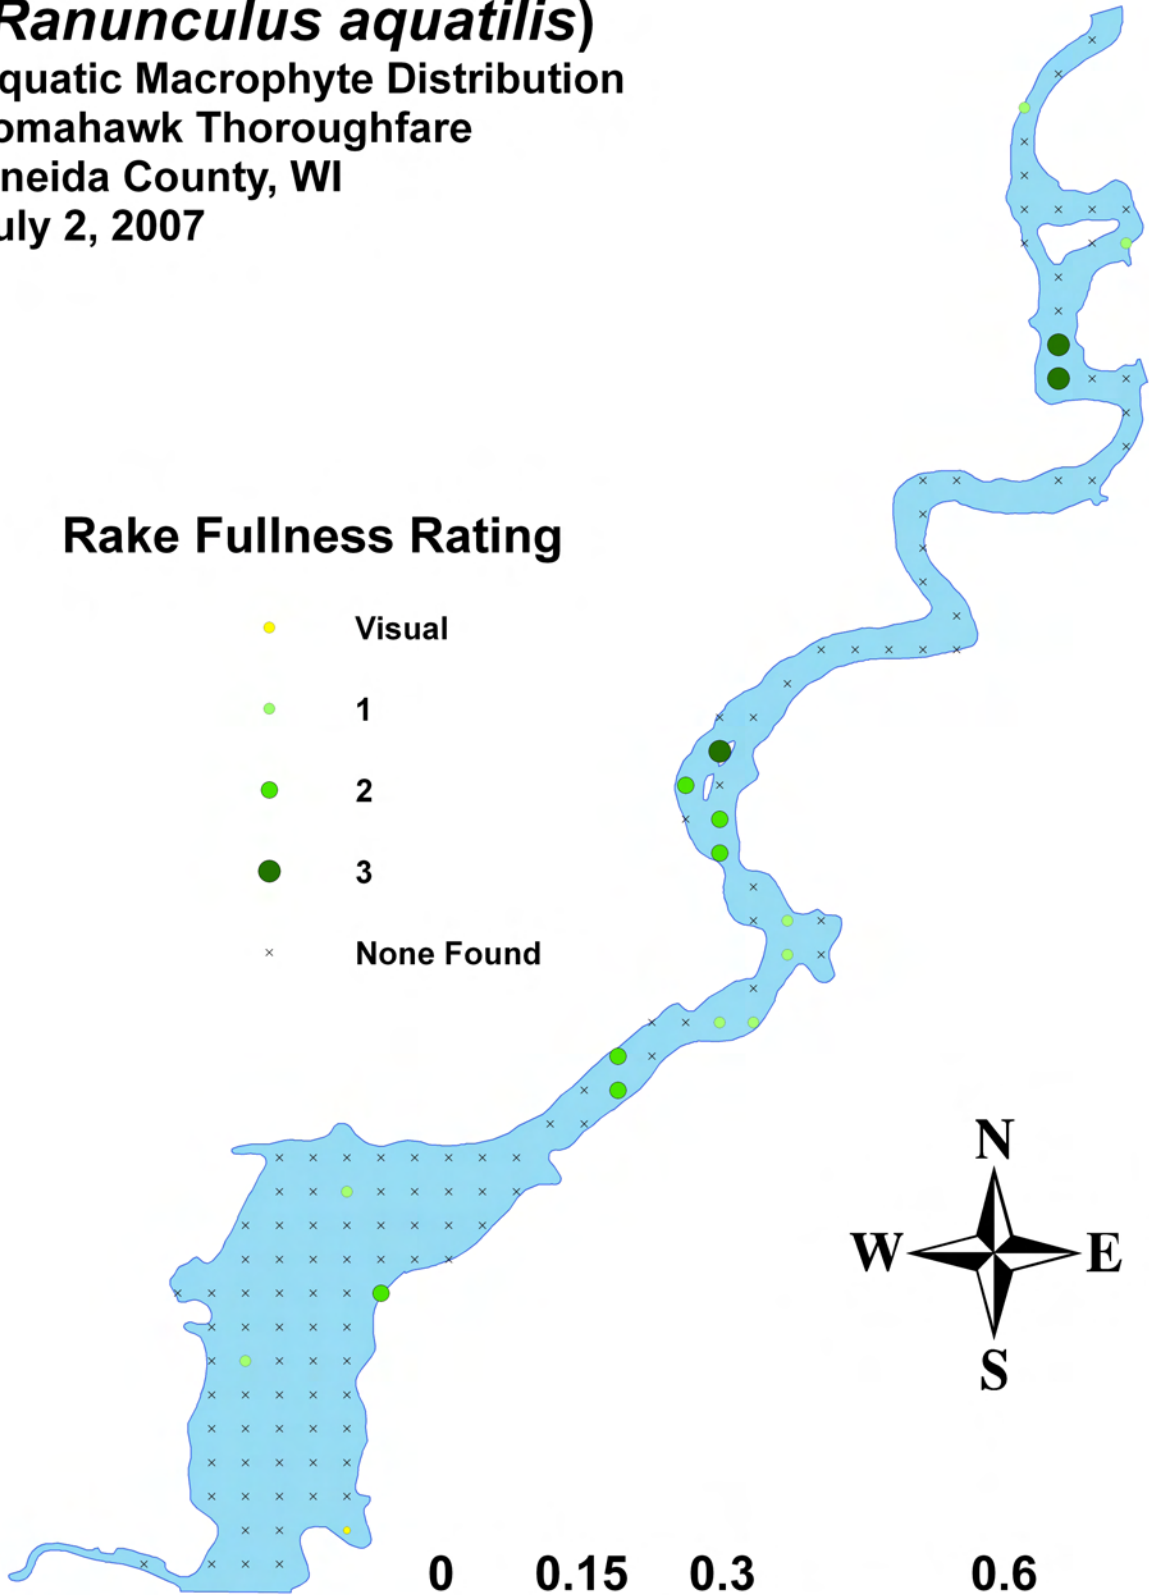 Ranunculus aquatilis)
quatic Macrophyte Distribution
omahawk Thoroughfare
neida County, WI
uly 2, 2007
Rake Fullness Rating
Visual
1
2
3
None Found
N
W E
S
0 0.15 0.3 0.6